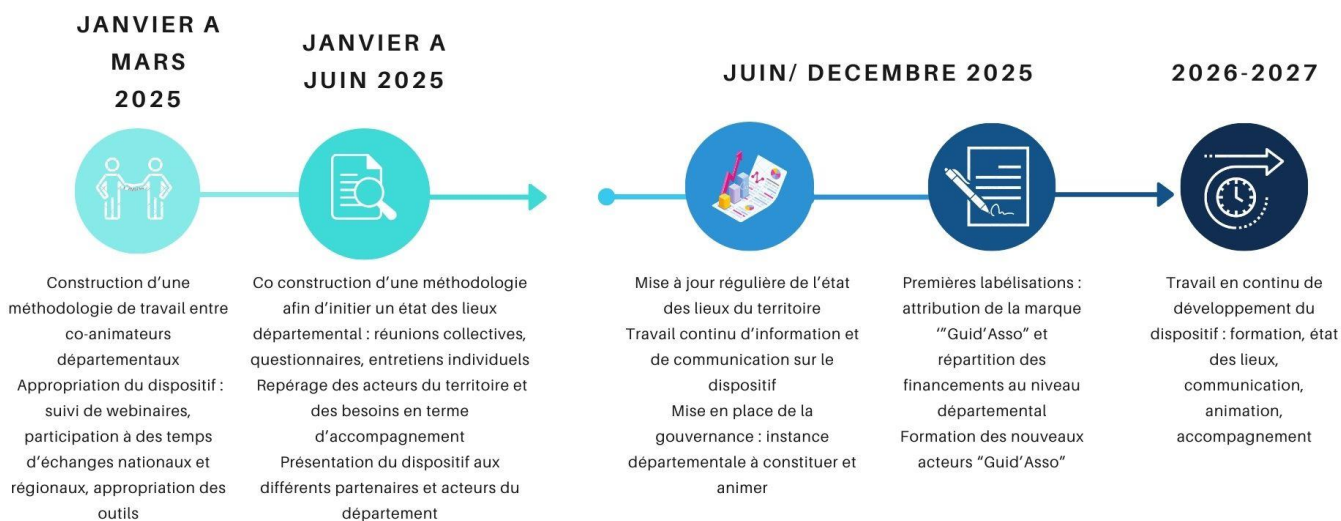 JANVIER A
MARS
2025
Construction d’une
méthodologie de travail entre
co-animateurs
départementaux
Appropriation du dispositif :
suivi de webinaires,
participation à des temps
d’échanges nationaux et
régionaux, appropriation des
outils
JANVIER A
JUIN 2025
Co construction d’une méthodologie
afin d’initier un état des lieux
départemental : réunions collectives,
questionnaires, entretiens individuels
Repérage des acteurs du territoire et
des besoins en terme
d’accompagnement
Présentation du dispositif aux
différents partenaires et acteurs du
département
JUIN/ DECEMBRE 2025
Mise à jour régulière de l’état
des lieux du territoire
Travail continu d’information et
de communication sur le
dispositif
Mise en place de la
gouvernance : instance
départementale à constituer et
animer
Premières labélisations :
attribution de la marque
‘”Guid’Asso” et
répartition des
financements au niveau
départemental
Formation des nouveaux
acteurs “Guid’Asso”
2026-2027
Travail en continu de
développement du
dispositif : formation, état
des lieux,
communication,
animation,
accompagnement